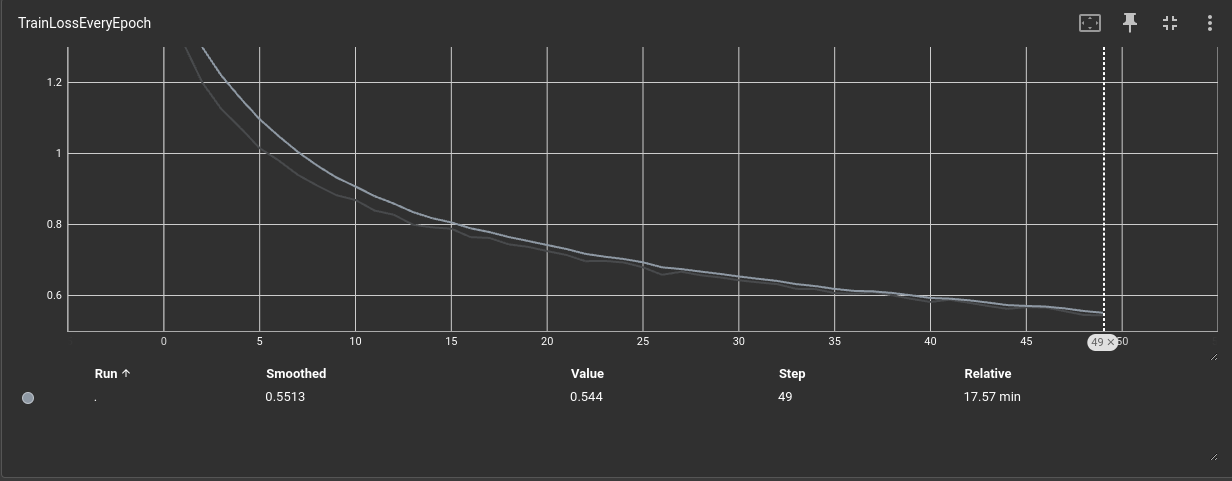 TrainLossEveryEpoch
1.2
1
0.8
0.6
0 5 10 15 20 25 30 35 40 45 49 × 50
Run ↑ Smoothed Value Step Relative
. 0.5513 0.544 49 17.57 min